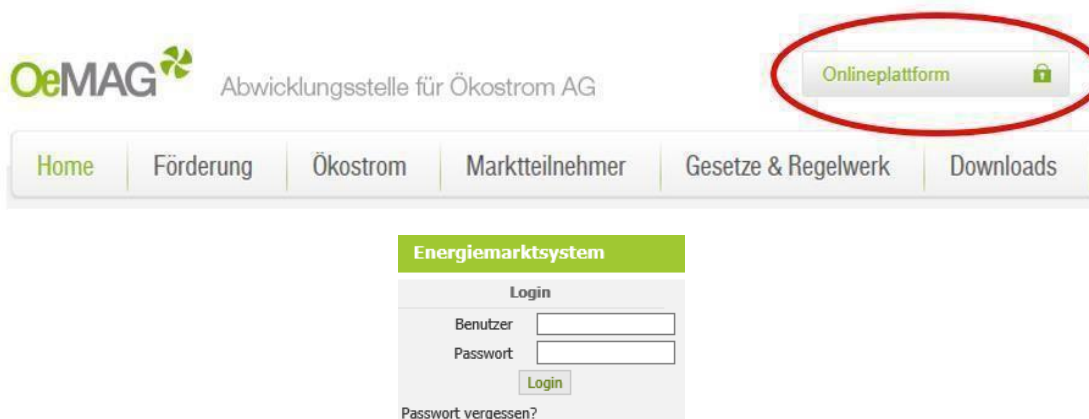 OeMAG Abwicklungsstelle für Ökostrom AG Onlineplattform
Home Förderung Ökostrom Marktteilnehmer Gesetze & Regelwerk Downloads
Energiemarktsystem
Login
Benutzer
Passwort
Login
Passwort vergessen?